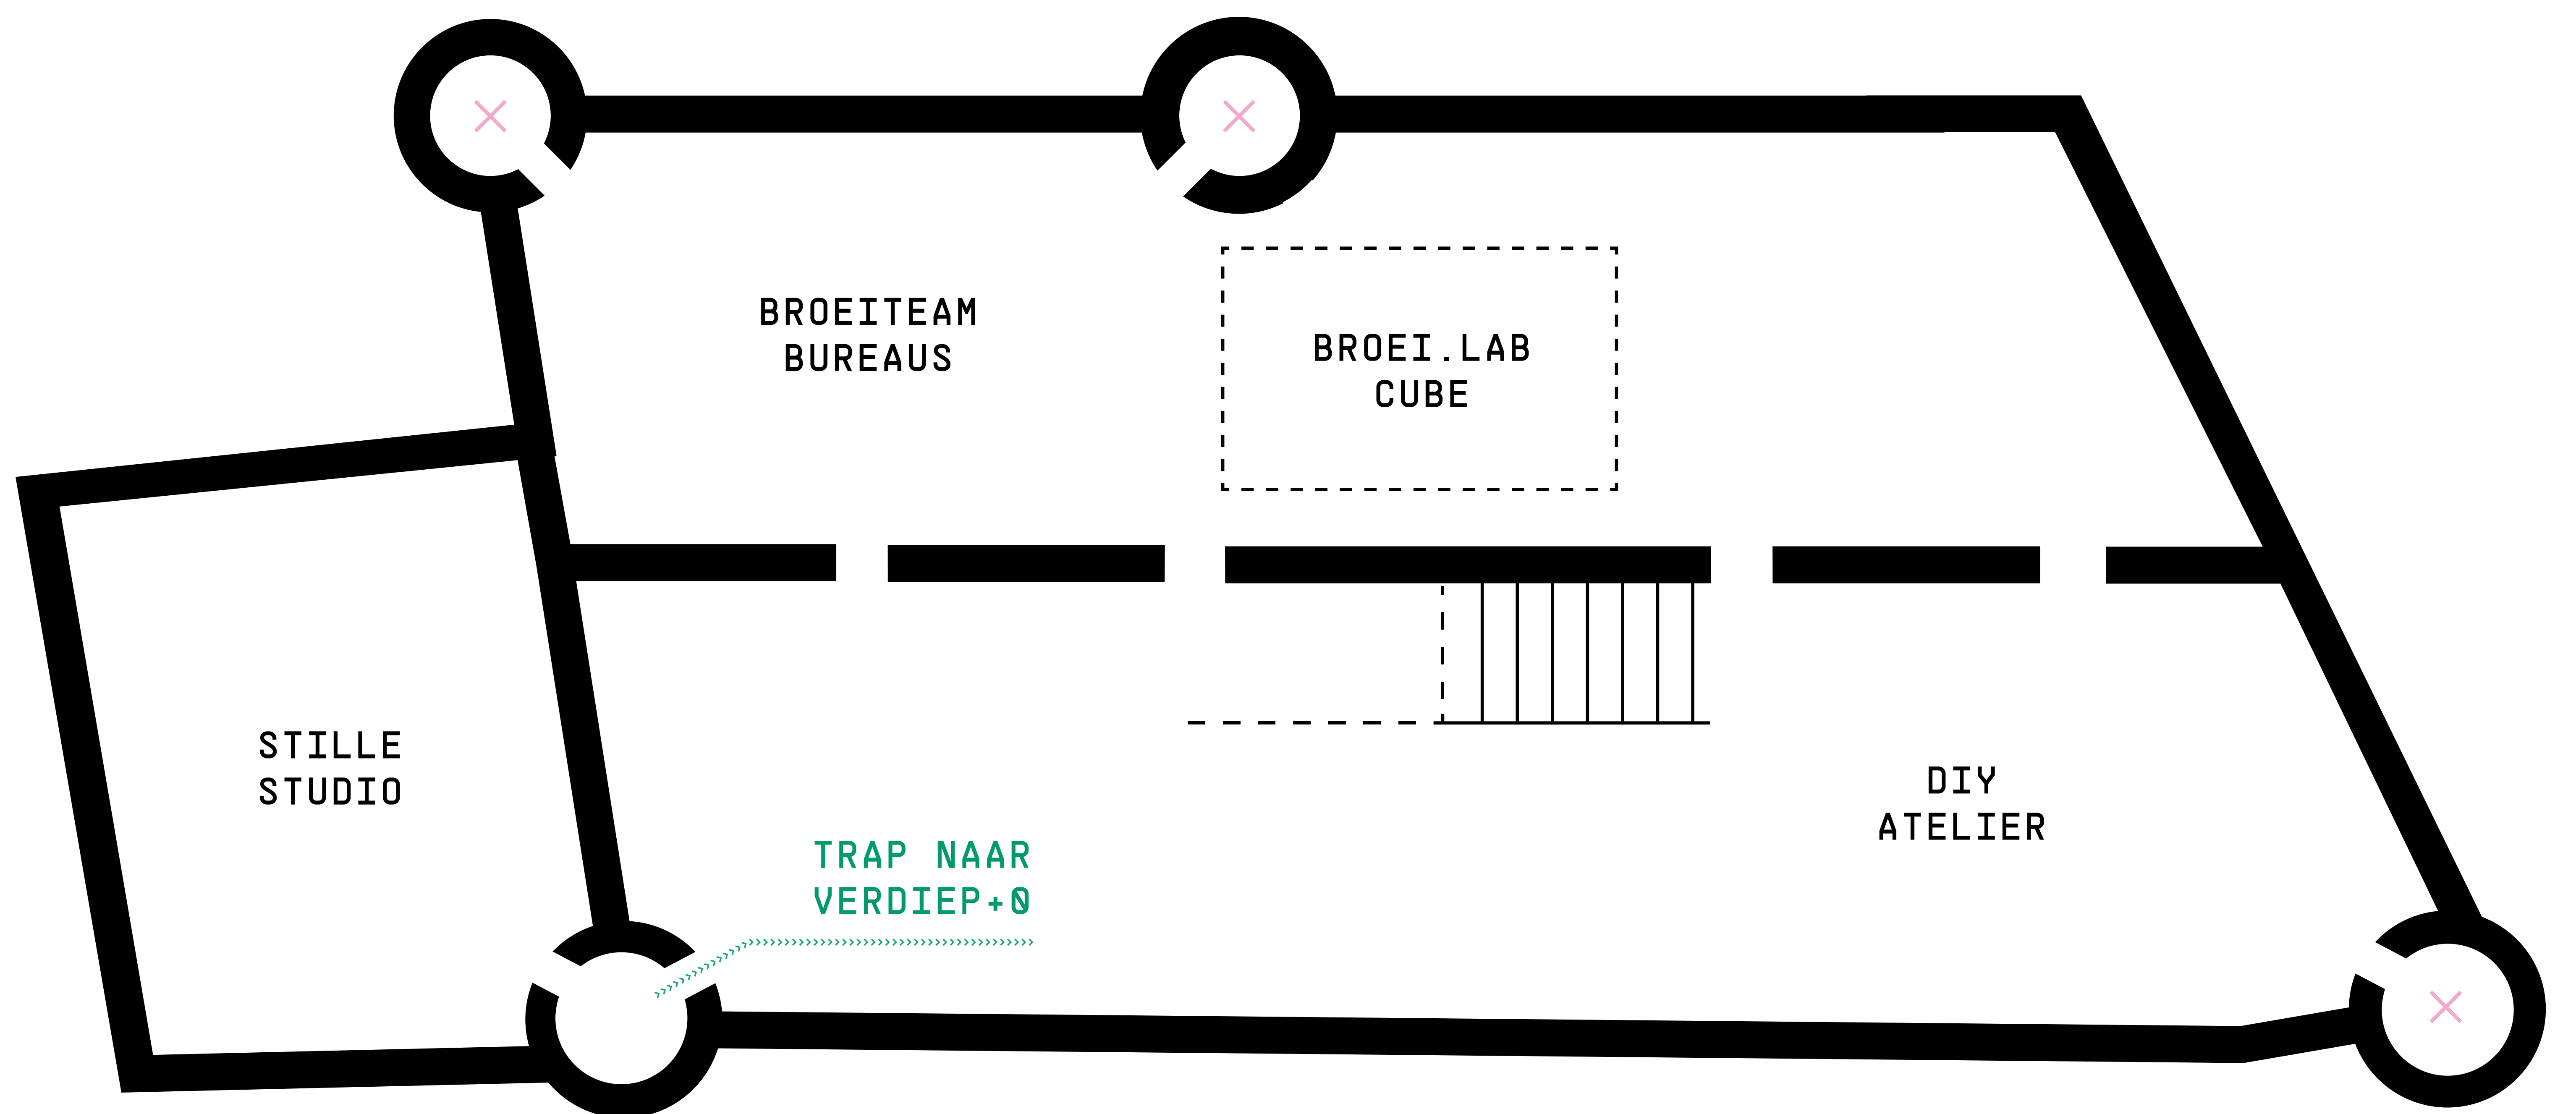 BROEITEAM
BUREAUS
BROEI.LAB
CUBE
STILLE
STUDIO
DIY
ATELIER
TRAP NAAR
VERDIEP+0